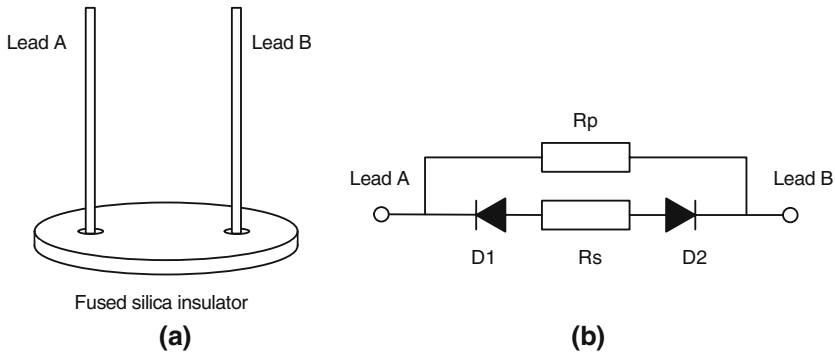 Lead A
Lead B
Fused silica insulator
(a)
Rp
Lead A
Lead B
D1
Rs
D2
(b)